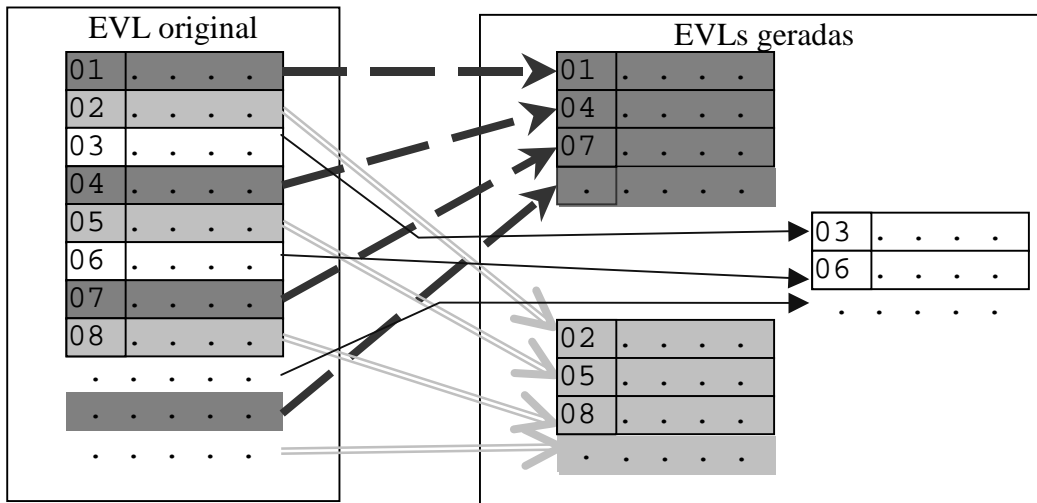 EVL original
01 . . . .
02 . . . .
03 . . . .
04 . . . .
05 . . . .
06 . . . .
07 . . . .
08 . . . .
. . . . .
. . . . .
. . . . .
EVLs geradas
01 . . . .
04 . . . .
07 . . . .
. . . . .
03 . . . .
06 . . . .
. . . . .
02 . . . .
05 . . . .
08 . . . .
. . . . .